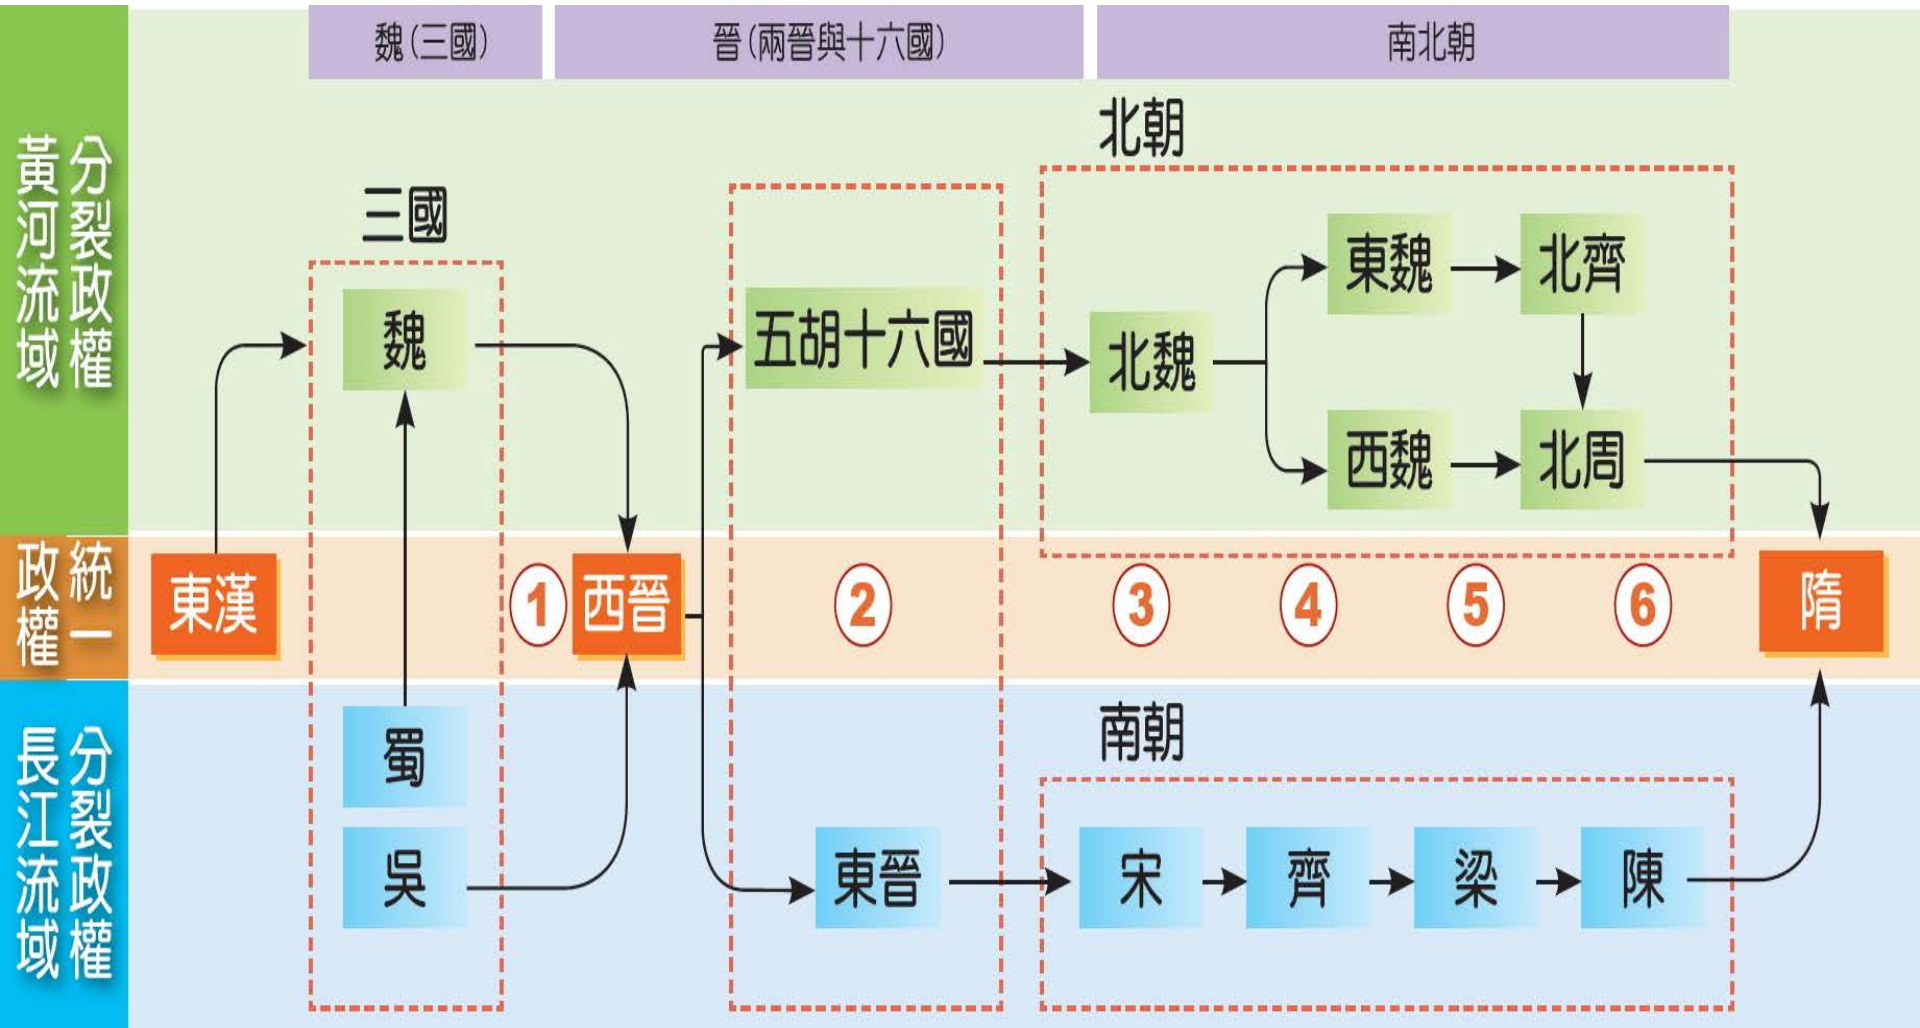 魏(三國)
晉(兩晉與十六國)
南北朝
分裂政權
黃河流域
統一
政權
分裂政權
長江流域
三國
北朝
東魏
北齊
魏
五胡十六國
北魏
西魏
北周
東漢
①
西晉
②
③
④
⑤
⑥
隋
南朝
蜀
吳
東晉
宋
齊
梁
陳